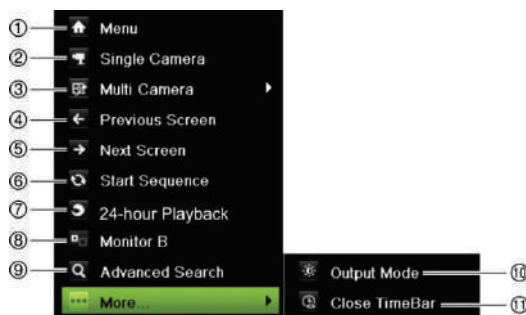 ① Menu
② Single Camera
③ Multi Camera
④ Previous Screen
⑤ Next Screen
⑥ Start Sequence
⑦ 24-hour Playback
⑧ Monitor B
⑨ Advanced Search
More...
Output Mode ⑩
Close TimeBar ⑪